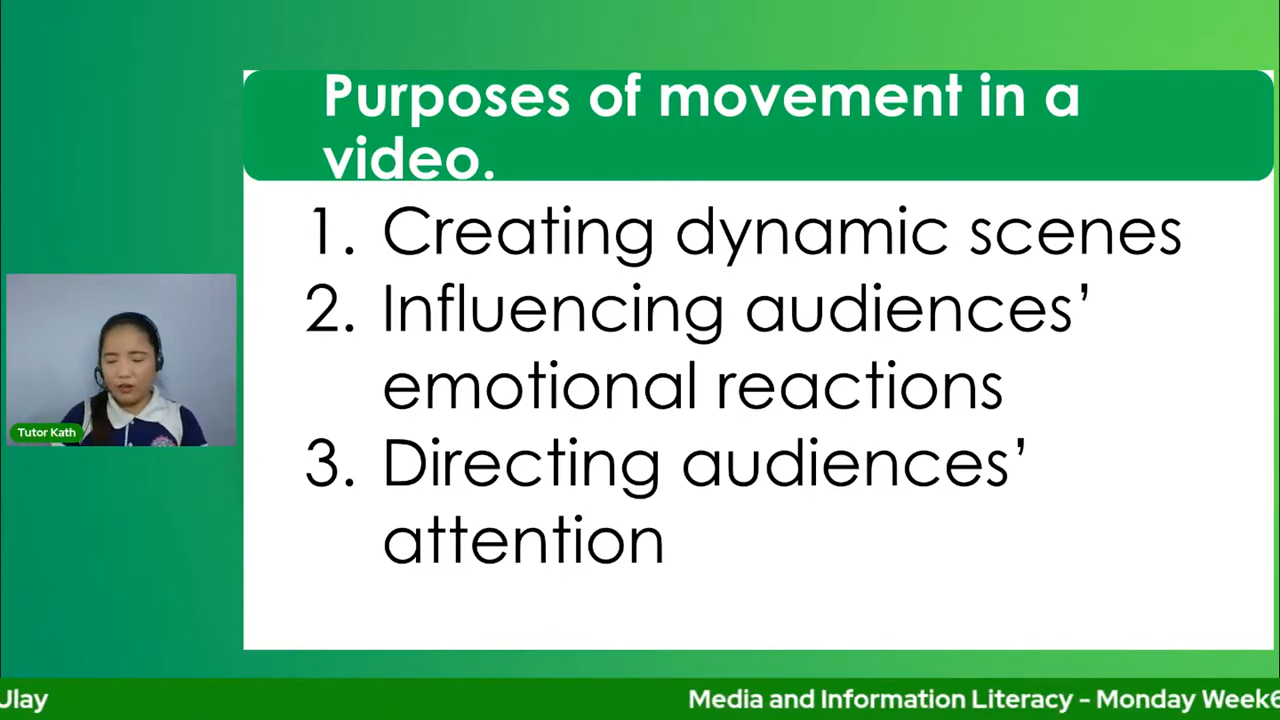 Purposes of movement in a
video.
1. Creating dynamic scenes
2. Influencing audiences’
emotional reactions
3. Directing audiences’
attention
Tutor Kath
Ulay
Media and Information Literacy - Monday Week6